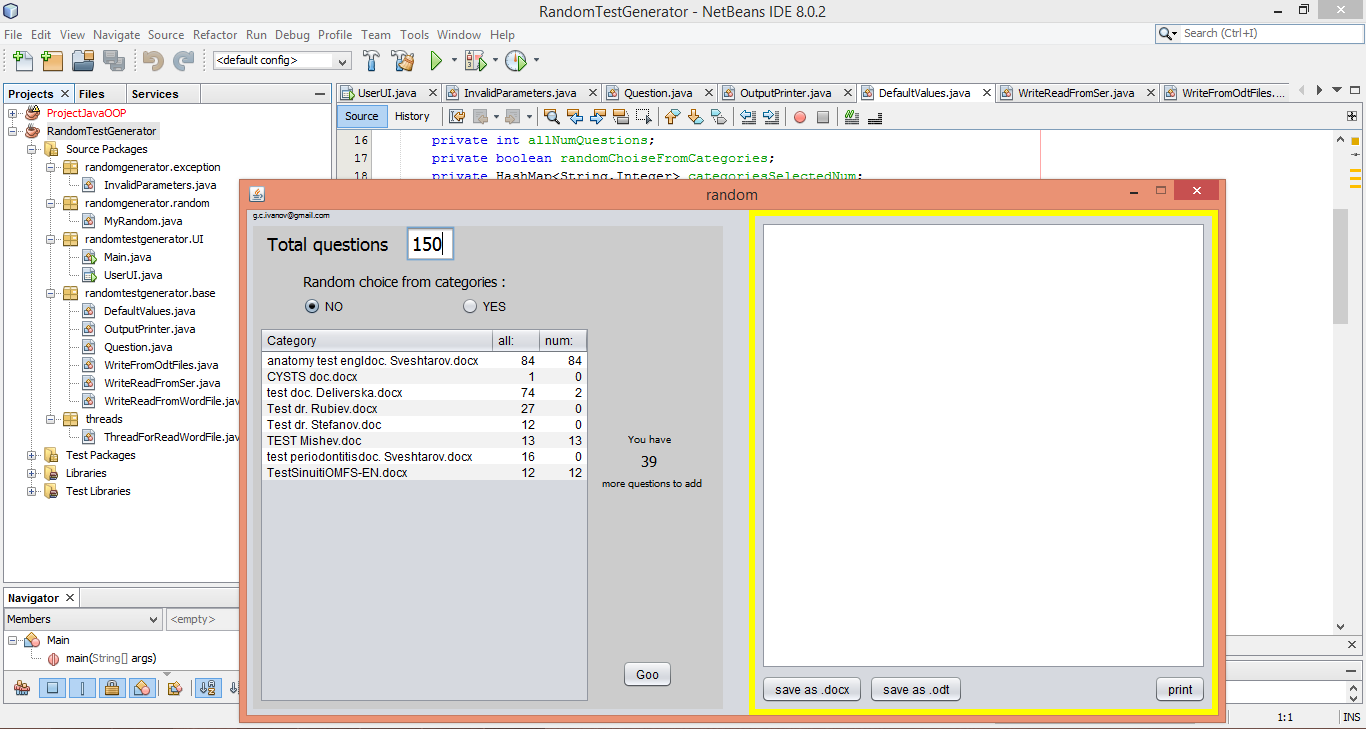 RandomTestGenerator - NetBeans IDE 8.0.2
File Edit View Navigate Source Refactor Run Debug Profile Team Tools Window Help
Search (Ctrl+I)
<default config>
Projects Files Services
ProjectJavaOOP
RandomTestGenerator
Source Packages
randomgenerator.exception
InvalidParameters.java
randomgenerator.random
MyRandom.java
randomtestgenerator.UI
Main.java
UserUI.java
randomtestgenerator.base
DefaultValues.java
OutputPrinter.java
Question.java
WriteFromOdtFiles.java
WriteReadFromSer.java
WriteReadFromWordFile.jav
threads
ThreadForReadWordFile.jav
Test Packages
Libraries
Test Libraries
Navigator
Members <empty>
Main
main(String[] args)
UserUI.java InvalidParameters.java Question.java OutputPrinter.java DefaultValues.java WriteReadFromSer.java WriteFromOdtFiles....
Source History
16 private int allNumQuestions;
17 private boolean randomChoiseFromCategories;
18 private HashMap<String,Integer> categoriesSelectedNum;
random
g.c.ivanov@gmail.com
Total questions 150
Random choice from categories :
NO YES
Category all: num:
anatomy test engldoc. Sveshtarov.docx 84 84
CYSTS doc.docx 1 0
test doc. Deliverska.docx 74 2
Test dr. Rubiev.docx 27 0
Test dr. Stefanov.doc 12 0
TEST Mishev.doc 13 13
test periodontitisdoc. Sveshtarov.docx 16 0
TestSinuitiOMFS-EN.docx 12 12
You have
39
more questions to add
Goo
save as .docx save as .odt print
1:1 INS